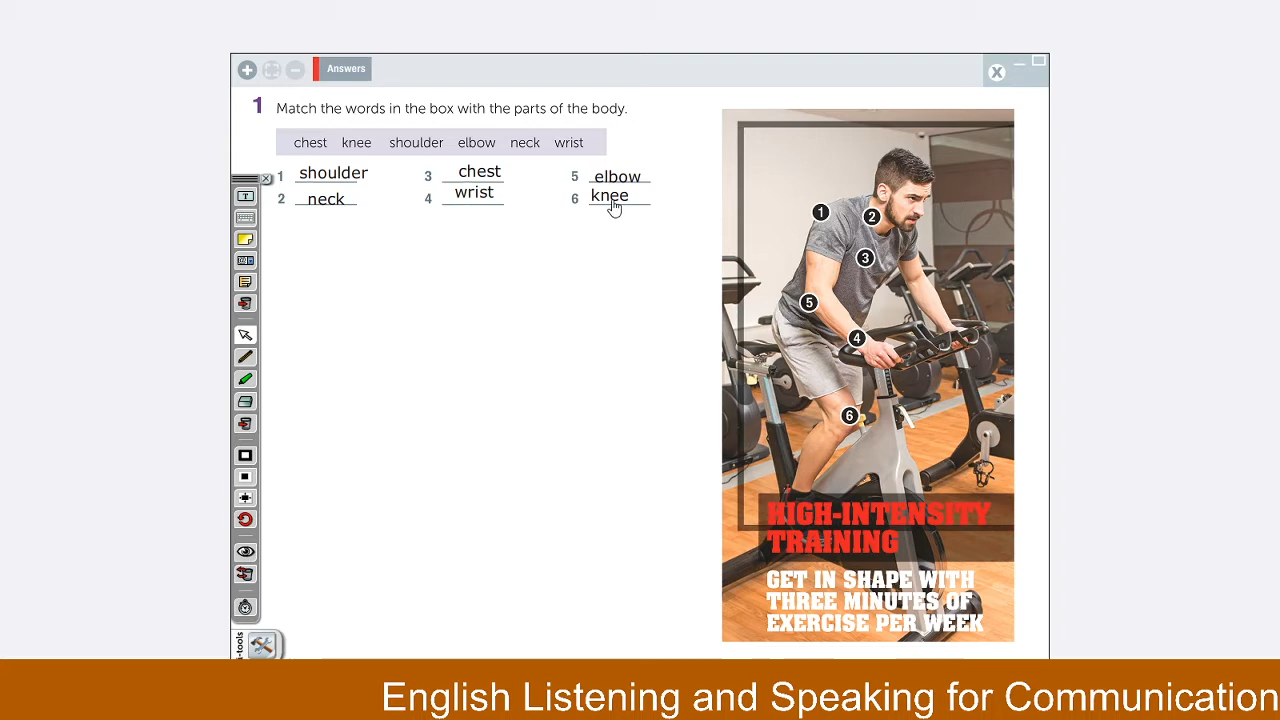 Answers
1 Match the words in the box with the parts of the body.
chest knee shoulder elbow neck wrist
1 shoulder 3 chest 5 elbow
2 neck 4 wrist 6 knee
1
2
3
5
4
6
HIGH-INTENSITY
TRAINING
GET IN SHAPE WITH
THREE MINUTES OF
EXERCISE PER WEEK
i-tools
English Listening and Speaking for Communication